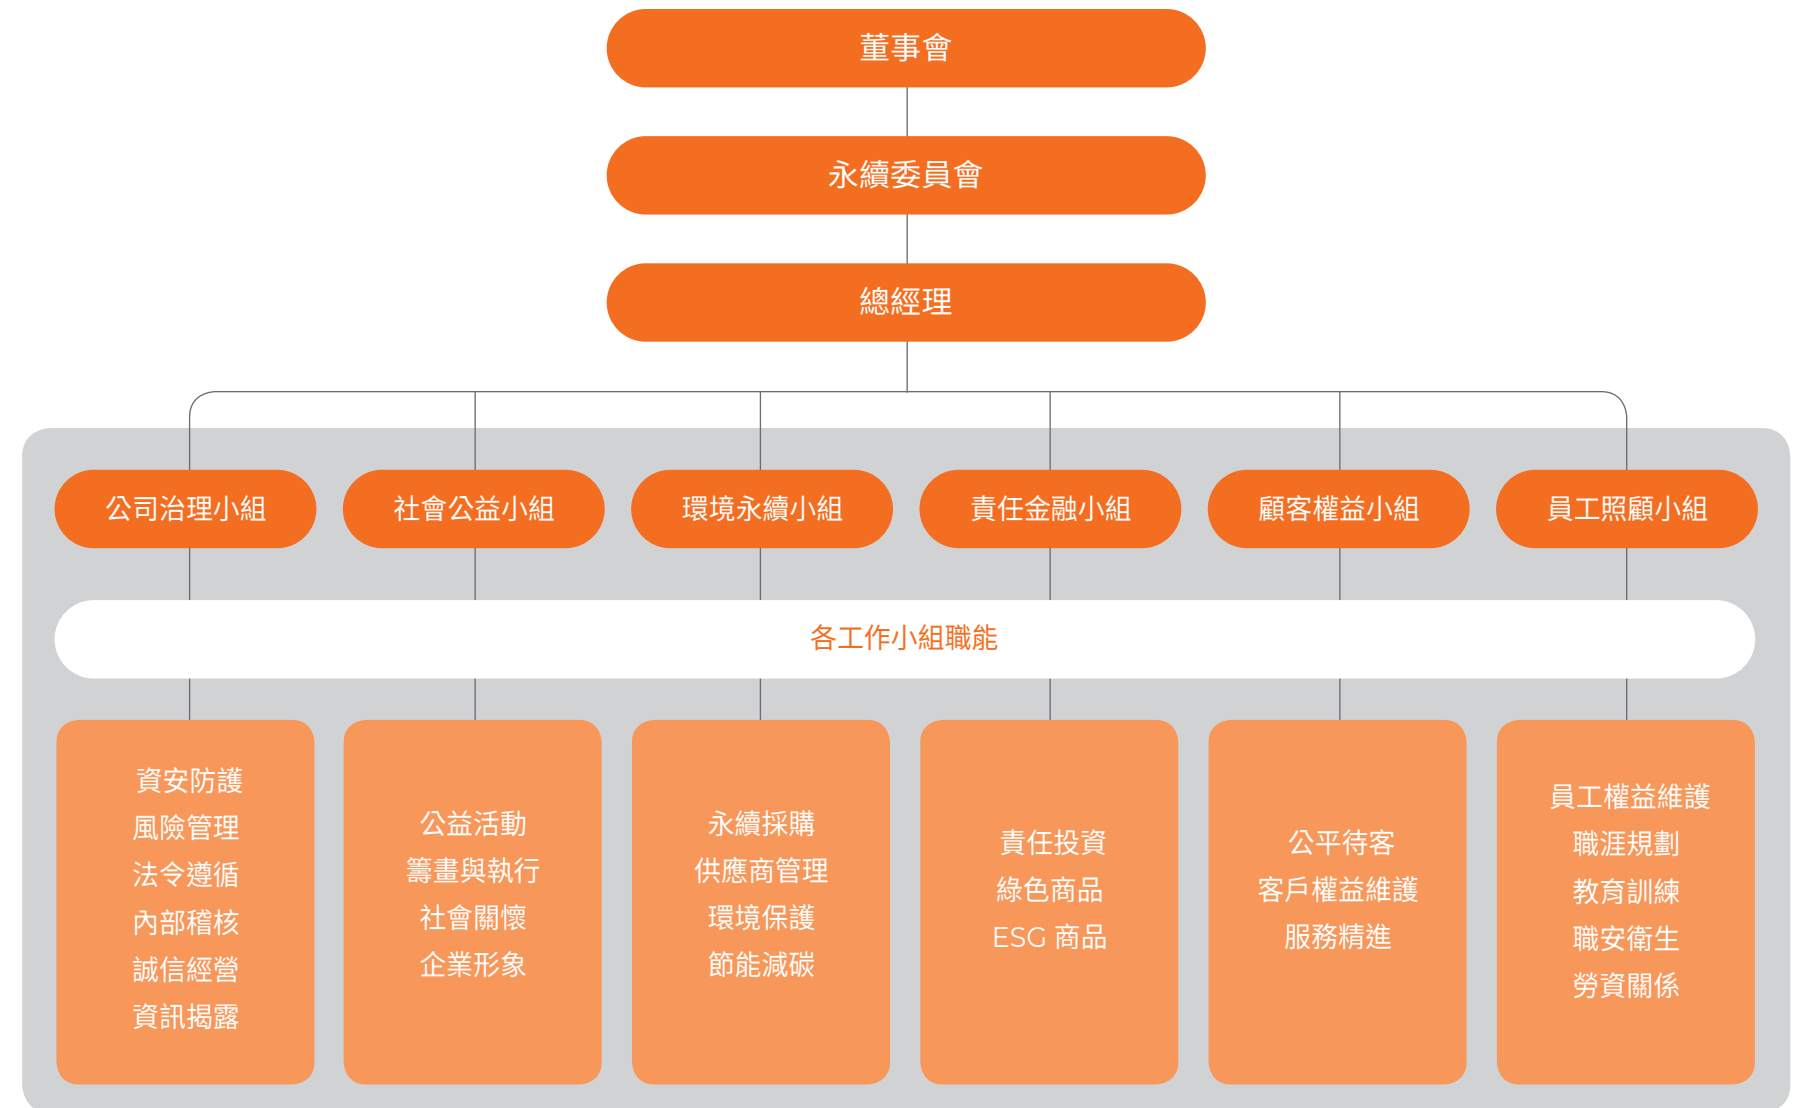 董事會
永續委員會
總經理
公司治理小組
社會公益小組
環境永續小組
責任金融小組
顧客權益小組
員工照顧小組
各工作小組職能
資安防護
風險管理
法令遵循
內部稽核
誠信經營
資訊揭露
公益活動
籌畫與執行
社會關懷
企業形象
永續採購
供應商管理
環境保護
節能減碳
責任投資
綠色商品
ESG 商品
公平待客
客戶權益維護
服務精進
員工權益維護
職涯規劃
教育訓練
職安衛生
勞資關係